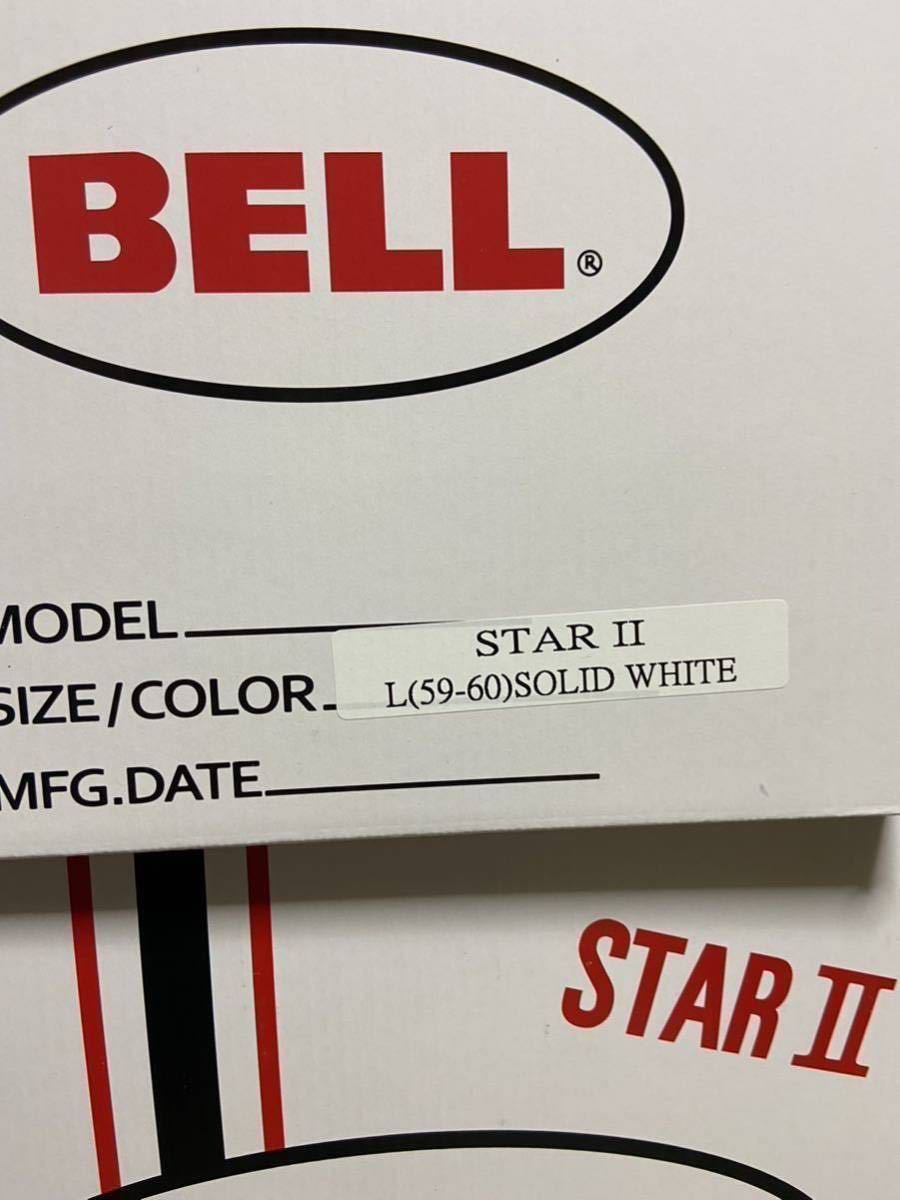 BELL®
MODEL
STAR II
SIZE/COLOR
L(59-60)SOLID WHITE
MFG.DATE
STAR II